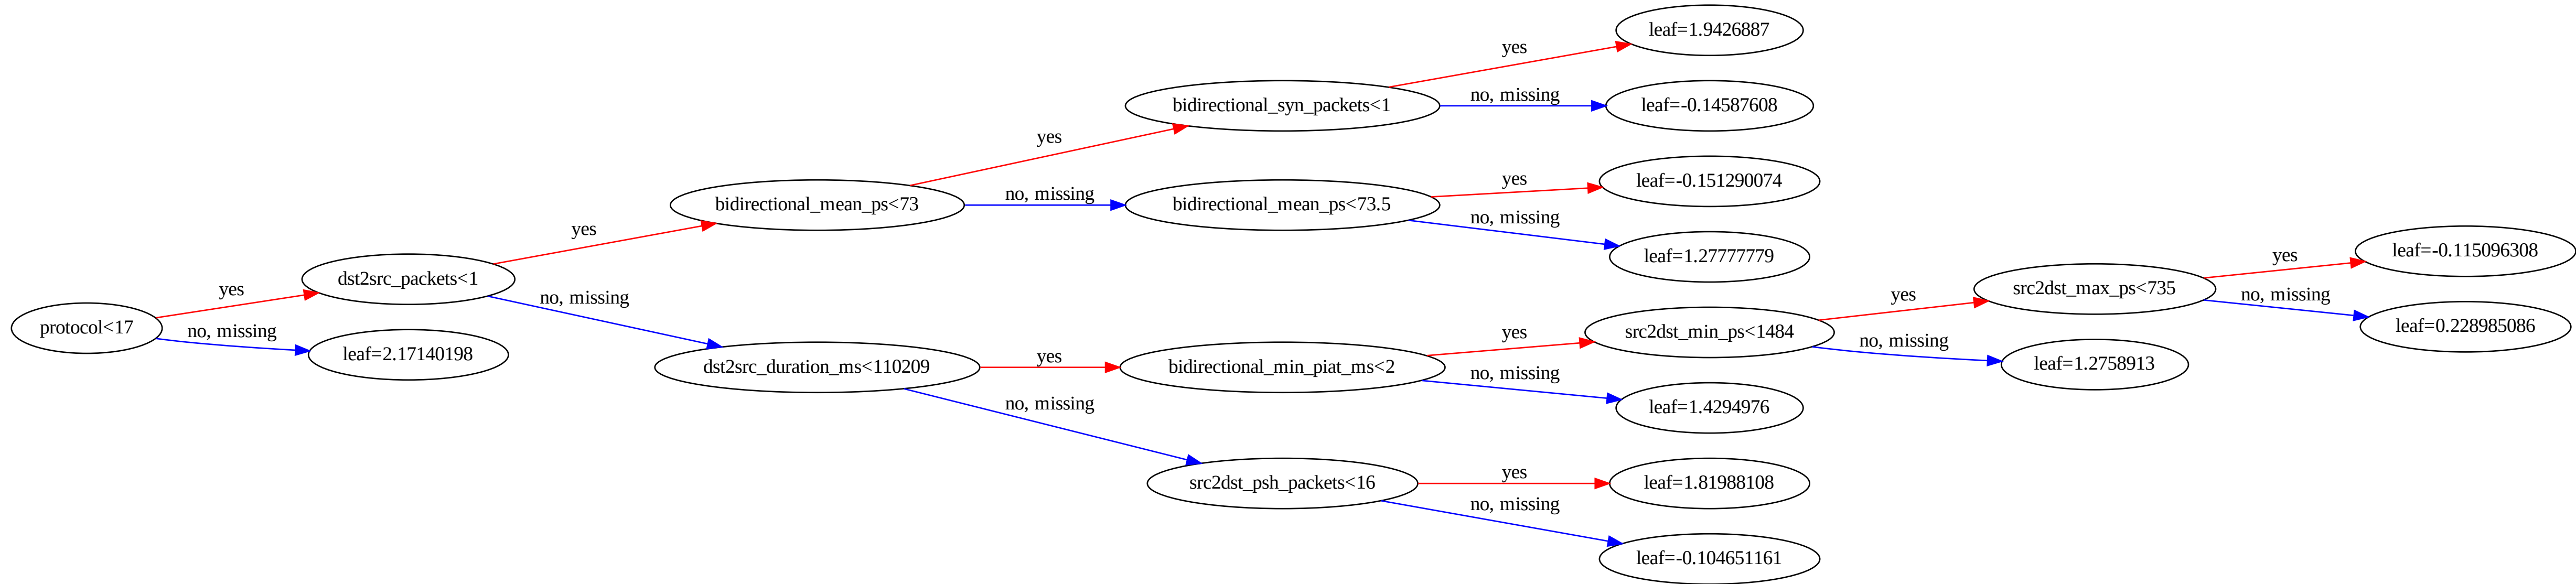 protocol<17
yes
no, missing
dst2src_packets<1
leaf=2.17140198
yes
no, missing
bidirectional_mean_ps<73
dst2src_duration_ms<110209
yes
no, missing
yes
no, missing
bidirectional_syn_packets<1
bidirectional_mean_ps<73.5
bidirectional_min_piat_ms<2
src2dst_psh_packets<16
yes
no, missing
yes
no, missing
yes
no, missing
yes
no, missing
leaf=1.9426887
leaf=-0.14587608
leaf=-0.151290074
leaf=1.27777779
src2dst_min_ps<1484
leaf=1.4294976
leaf=1.81988108
leaf=-0.104651161
yes
no, missing
src2dst_max_ps<735
leaf=1.2758913
yes
no, missing
leaf=-0.115096308
leaf=0.228985086